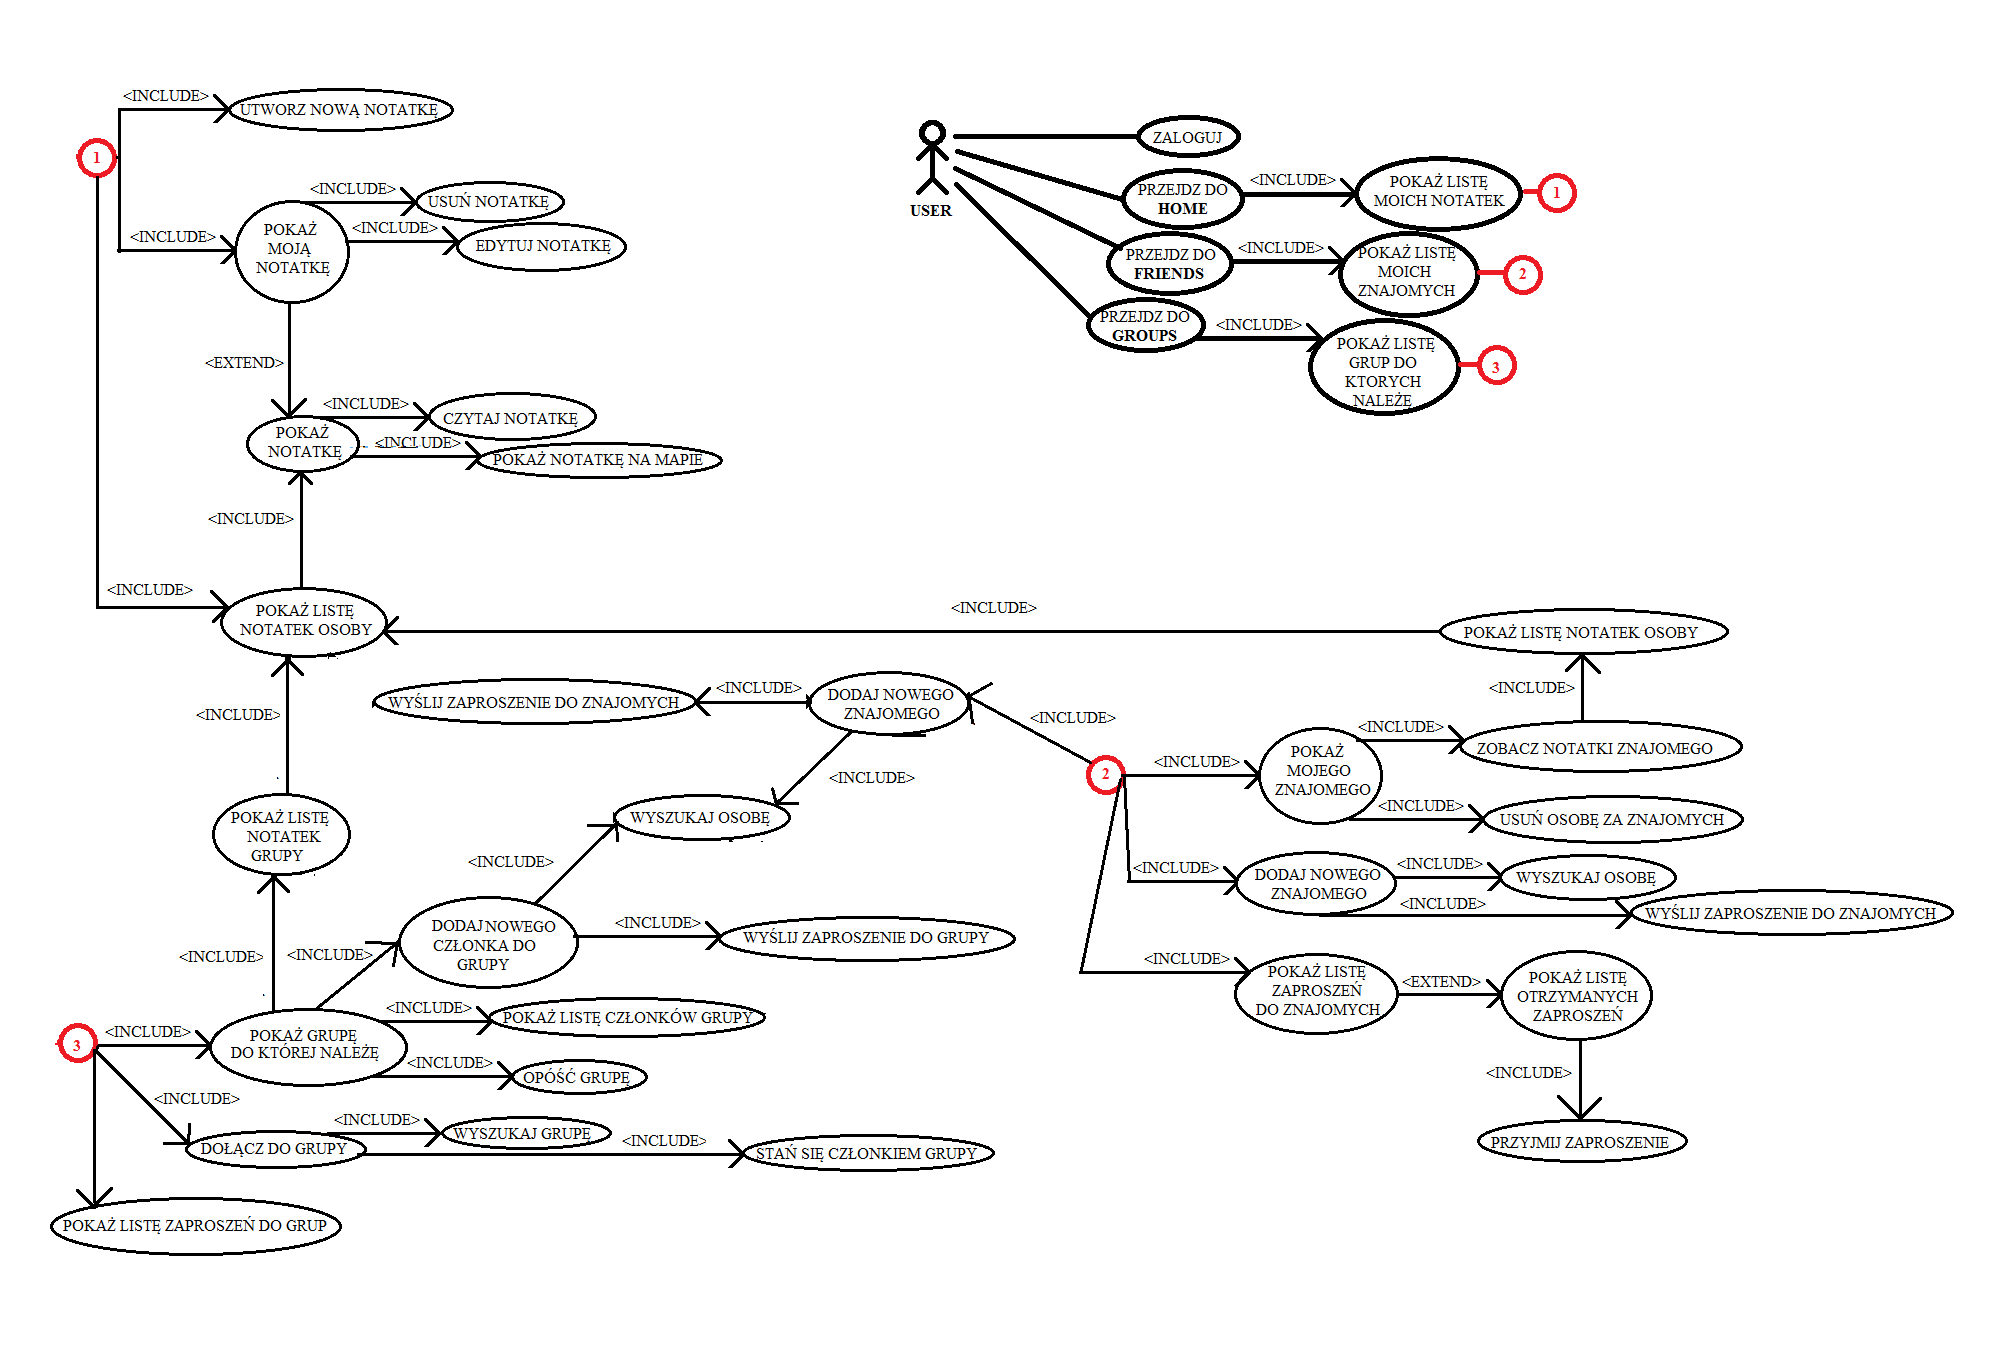 <INCLUDE>
UTWORZ NOWĄ NOTATKĘ
1
<INCLUDE>
USUŃ NOTATKĘ
<INCLUDE>
EDYTUJ NOTATKĘ
<INCLUDE>
POKAŻ
MOJĄ
NOTATKĘ
<EXTEND>
<INCLUDE>
CZYTAJ NOTATKĘ
POKAŻ
NOTATKĘ
<INCLUDE>
POKAŻ NOTATKĘ NA MAPIE
<INCLUDE>
<INCLUDE>
POKAŻ LISTĘ
NOTATEK OSOBY
USER
ZALOGUJ
PRZEJDZ DO
HOME
<INCLUDE>
POKAŻ LISTĘ
MOICH NOTATEK
1
PRZEJDZ DO
FRIENDS
<INCLUDE>
POKAŻ LISTĘ
MOICH
ZNAJOMYCH
2
PRZEJDZ DO
GROUPS
<INCLUDE>
POKAŻ LISTĘ
GRUP DO
KTORYCH
NALEŻE
3
<INCLUDE>
POKAŻ LISTĘ NOTATEK OSOBY
<INCLUDE>
WYŚLIJ ZAPROSZENIE DO ZNAJOMYCH
<INCLUDE>
DODAJ NOWEGO
ZNAJOMEGO
<INCLUDE>
<INCLUDE>
WYSZUKAJ OSOBĘ
2
<INCLUDE>
POKAŻ
MOJEGO
ZNAJOMEGO
<INCLUDE>
ZOBACZ NOTATKI ZNAJOMEGO
<INCLUDE>
USUŃ OSOBĘ ZA ZNAJOMYCH
<INCLUDE>
DODAJ NOWEGO
ZNAJOMEGO
<INCLUDE>
WYSZUKAJ OSOBĘ
<INCLUDE>
WYŚLIJ ZAPROSZENIE DO ZNAJOMYCH
<INCLUDE>
POKAŻ LISTĘ
ZAPROSZEŃ
DO ZNAJOMYCH
<EXTEND>
POKAŻ LISTĘ
OTRZYMANYCH
ZAPROSZEŃ
<INCLUDE>
PRZYJMIJ ZAPROSZENIE
<INCLUDE>
POKAŻ LISTĘ
NOTATEK
GRUPY
<INCLUDE>
<INCLUDE>
<INCLUDE>
DODAJ NOWEGO
CZŁONKA DO
GRUPY
<INCLUDE>
WYŚLIJ ZAPROSZENIE DO GRUPY
3
<INCLUDE>
POKAŻ GRUPĘ
DO KTÓREJ NALEŻĘ
<INCLUDE>
POKAŻ LISTĘ CZŁONKÓW GRUPY
<INCLUDE>
OPÓŚĆ GRUPĘ
<INCLUDE>
DOŁĄCZ DO GRUPY
<INCLUDE>
WYSZUKAJ GRUPĘ
<INCLUDE>
STAŃ SIĘ CZŁONKIEM GRUPY
POKAŻ LISTĘ ZAPROSZEŃ DO GRUP